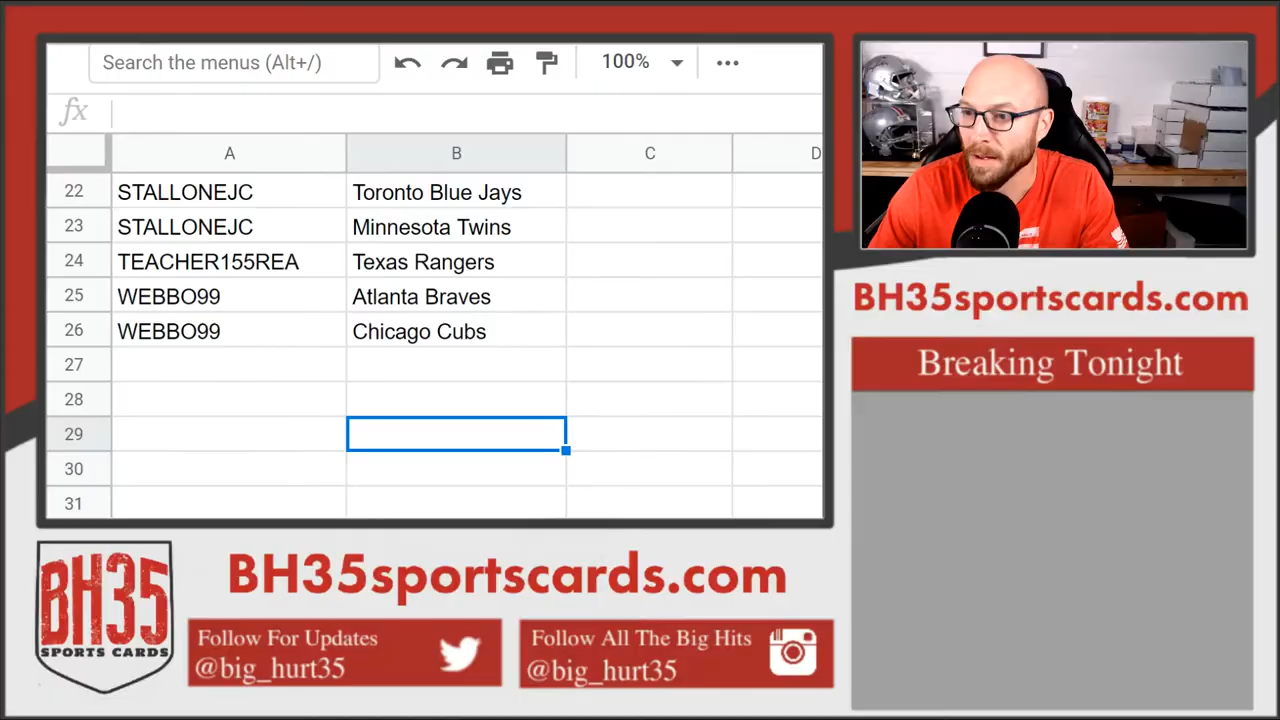 Search the menus (Alt+/)
100%
fx
A B C D
22 STALLONEJC Toronto Blue Jays
23 STALLONEJC Minnesota Twins
24 TEACHER155REA Texas Rangers
25 WEBBO99 Atlanta Braves
26 WEBBO99 Chicago Cubs
27
28
29
30
31
BH35sportscards.com
Breaking Tonight
BH35
SPORTS CARDS
BH35sportscards.com
Follow For Updates
@big_hurt35
Follow All The Big Hits
@big_hurt35